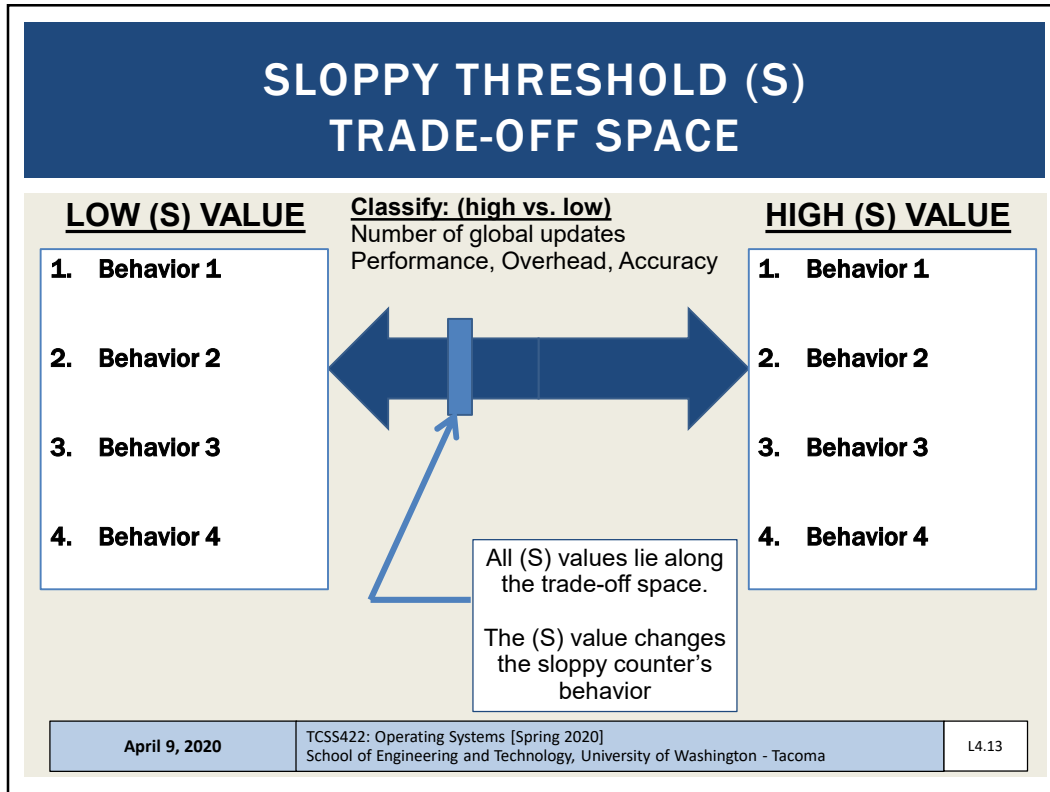 SLOPPY THRESHOLD (S)
TRADE-OFF SPACE
LOW (S) VALUE
1. Behavior 1
2. Behavior 2
3. Behavior 3
4. Behavior 4
Classify: (high vs. low)
Number of global updates
Performance, Overhead, Accuracy
HIGH (S) VALUE
1. Behavior 1
2. Behavior 2
3. Behavior 3
4. Behavior 4
All (S) values lie along
the trade-off space.
The (S) value changes
the sloppy counter’s
behavior
April 9, 2020
TCSS422: Operating Systems [Spring 2020]
School of Engineering and Technology, University of Washington - Tacoma
L4.13